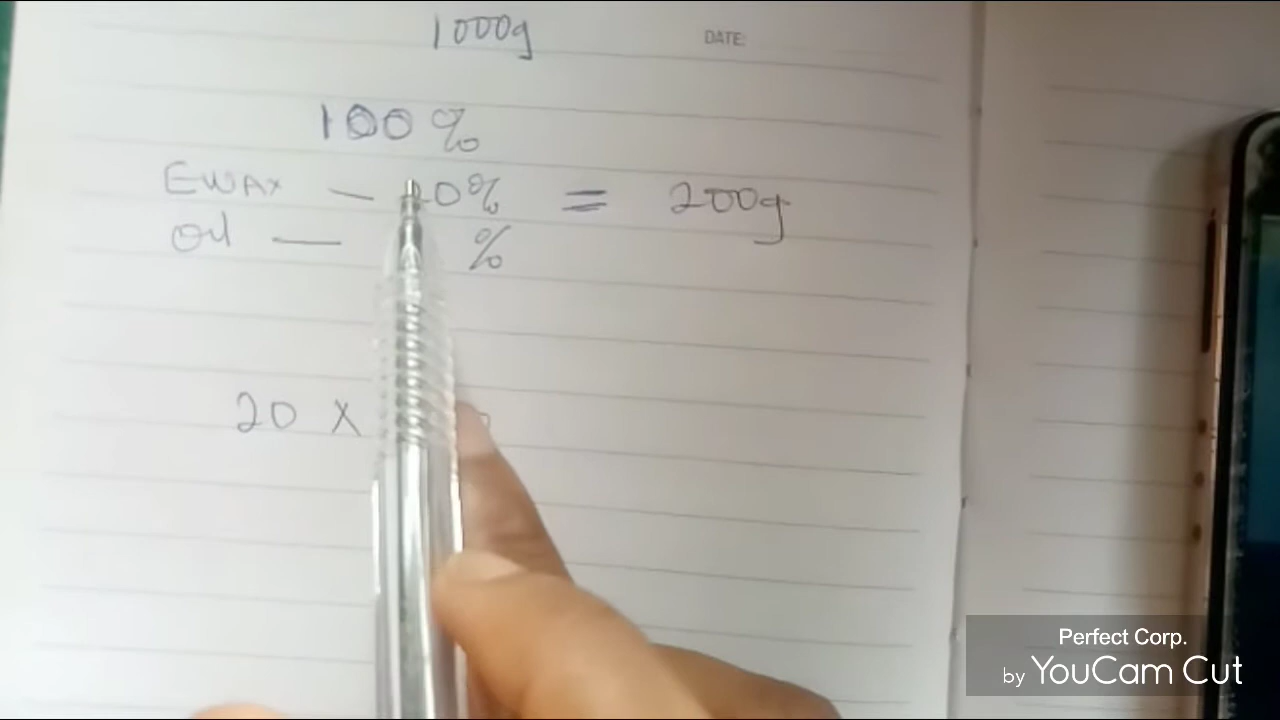 1000g
DATE:
100%
EWAX — 20% = 200g
Oil — %
20 X
Perfect Corp.
by YouCam Cut